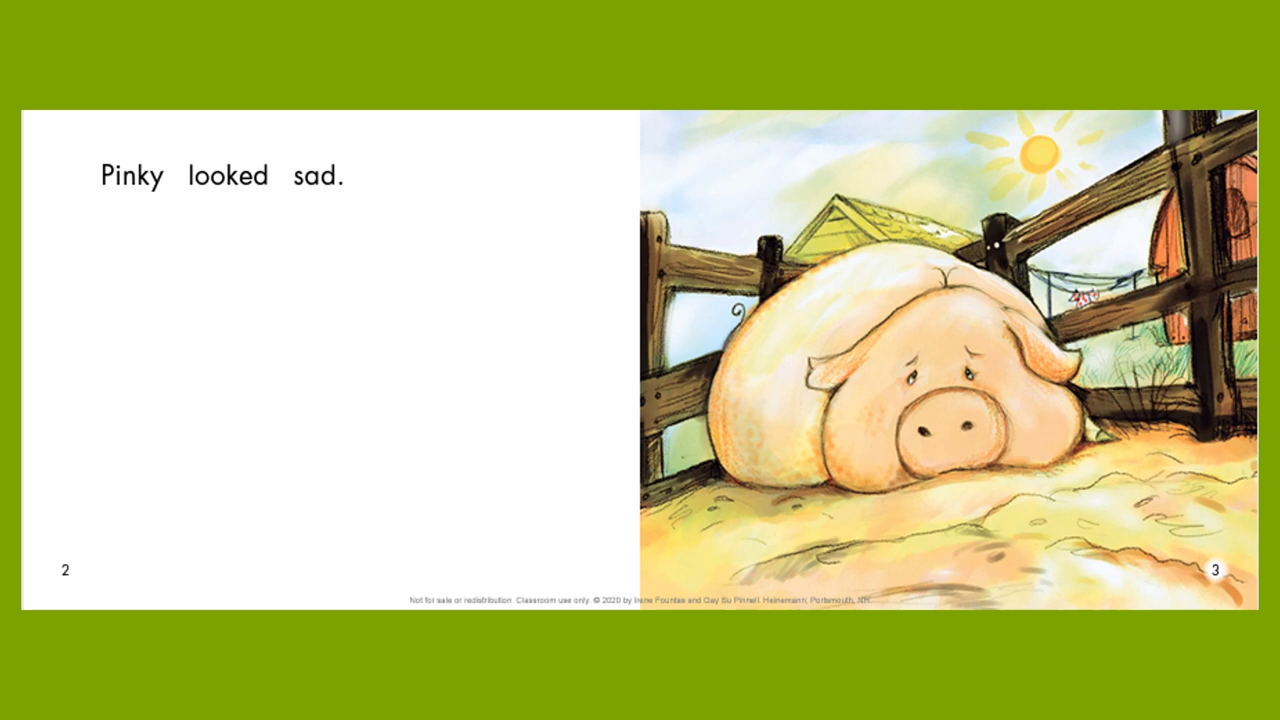 Pinky looked sad.
2
3
Not for sale or redistribution. Classroom use only. © 2020 by Irene Fountas and Gay Su Pinnell. Heinemann; Portsmouth, NH.